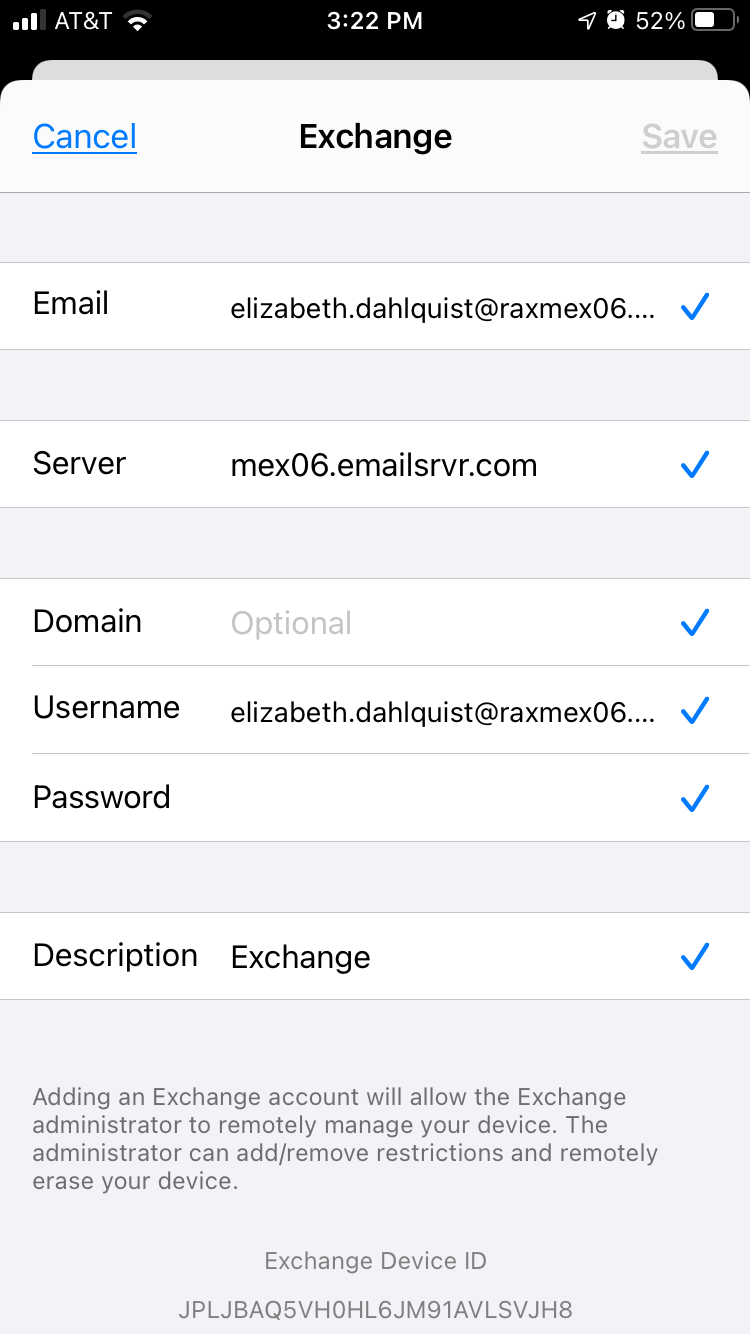 AT&T 3:22 PM 52%
Cancel Exchange Save
Email elizabeth.dahlquist@raxmex06....
Server mex06.emailsrvr.com
Domain Optional
Username elizabeth.dahlquist@raxmex06....
Password
Description Exchange
Adding an Exchange account will allow the Exchange
administrator to remotely manage your device. The
administrator can add/remove restrictions and remotely
erase your device.
Exchange Device ID
JPLJBAQ5VH0HL6JM91AVLSVJH8